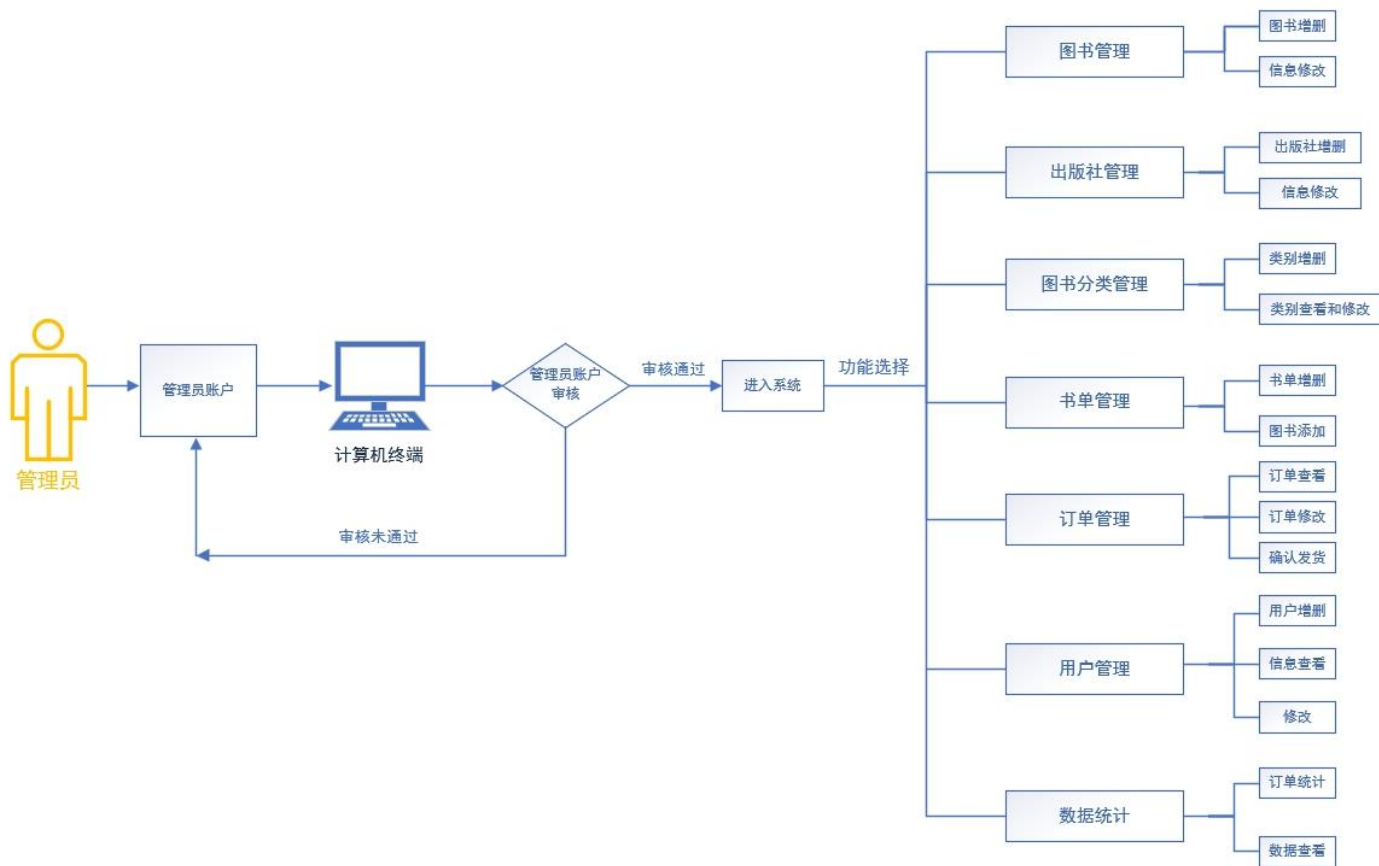 管理员
管理员账户
计算机终端
管理员账户
审核
审核通过
审核未通过
进入系统
功能选择
图书管理
图书增删
信息修改
出版社管理
出版社增删
信息修改
图书分类管理
类别增删
类别查看和修改
书单管理
书单增删
图书添加
订单管理
订单查看
订单修改
确认发货
用户管理
用户增删
信息查看
修改
数据统计
订单统计
数据查看